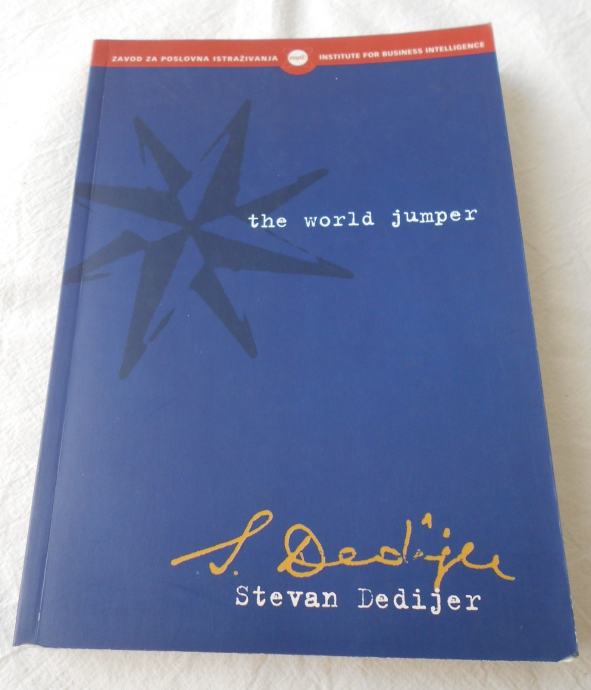 ZAVOD ZA POSLOVNA ISTRAŽIVANJA
INSTITUTE FOR BUSINESS INTELLIGENCE
the world jumper
S. Dedijer
Stevan Dedijer